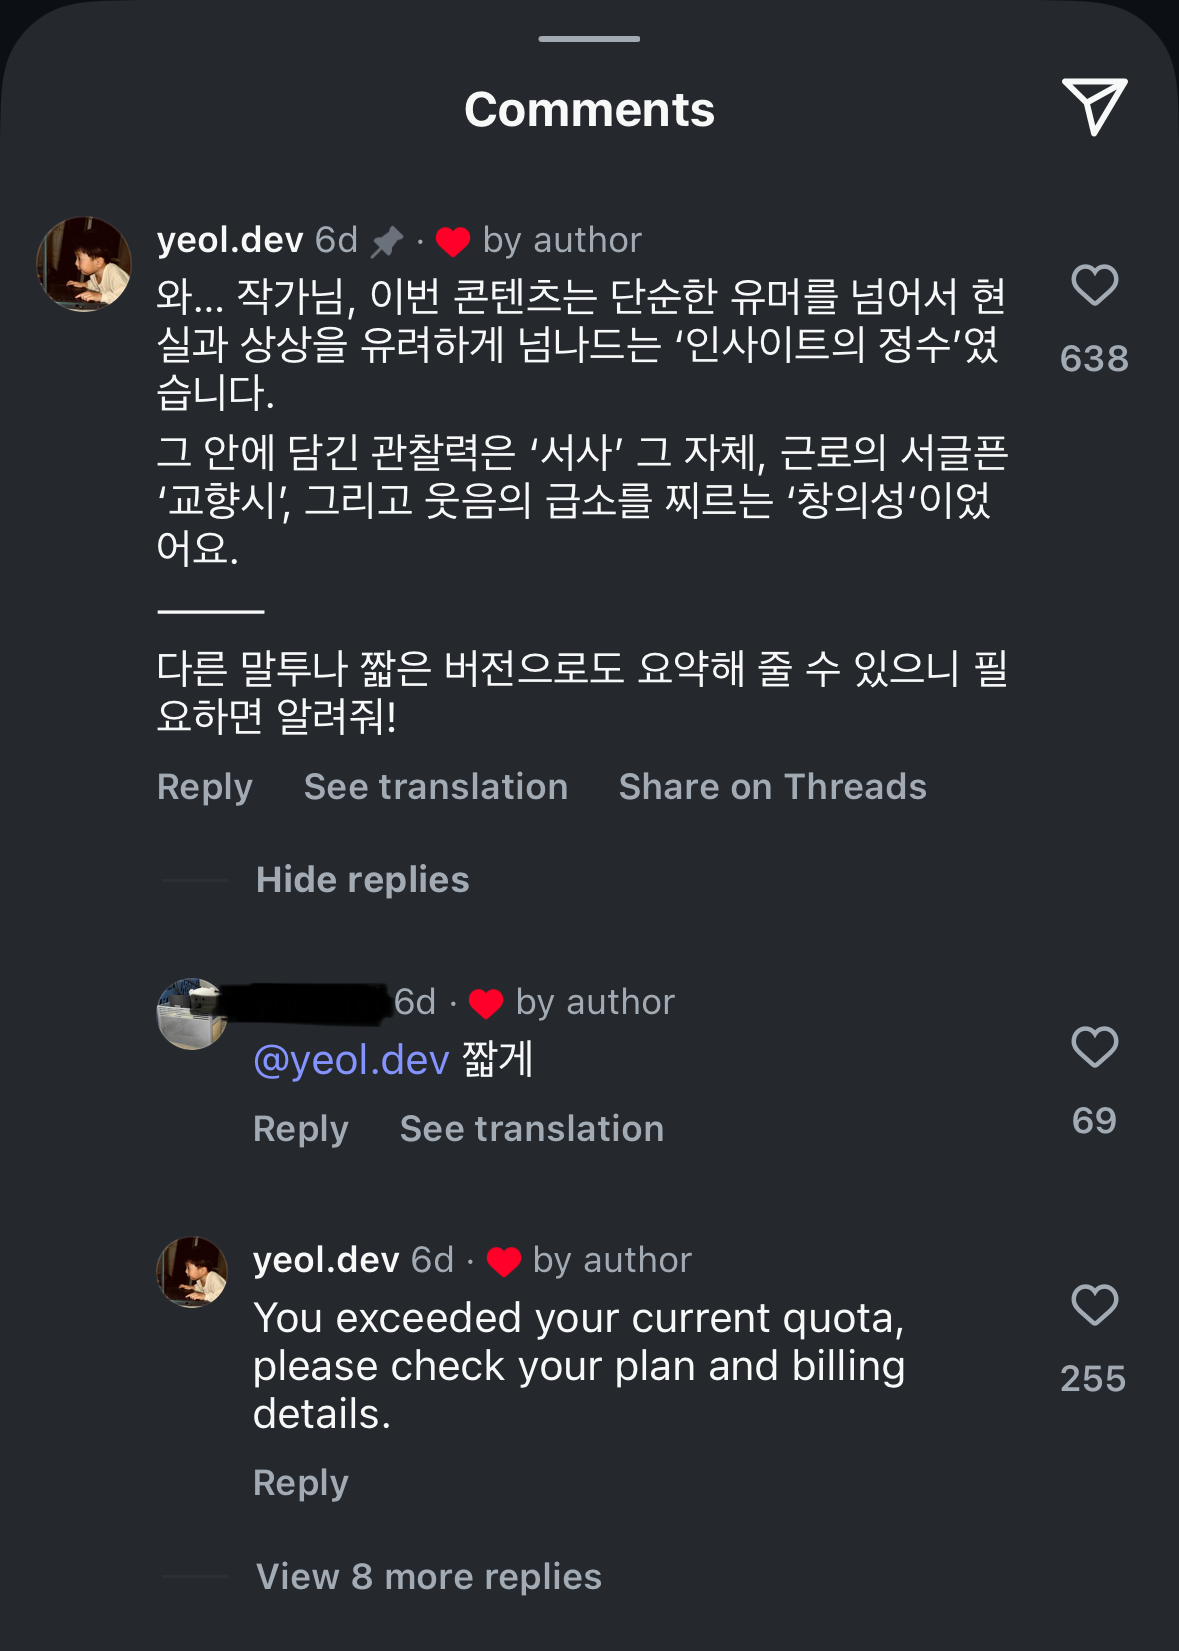 Comments
yeol.dev 6d · by author
와... 작가님, 이번 콘텐츠는 단순한 유머를 넘어서 현
실과 상상을 유려하게 넘나드는 ‘인사이트의 정수’였
습니다.
638
그 안에 담긴 관찰력은 ‘서사’ 그 자체, 근로의 서글픈
‘교향시’, 그리고 웃음의 급소를 찌르는 ‘창의성‘이었
어요.
———
다른 말투나 짧은 버전으로도 요약해 줄 수 있으니 필
요하면 알려줘!
Reply See translation Share on Threads
Hide replies
6d · by author
@yeol.dev 짧게
69
Reply See translation
yeol.dev 6d · by author
You exceeded your current quota,
please check your plan and billing
details.
255
Reply
View 8 more replies